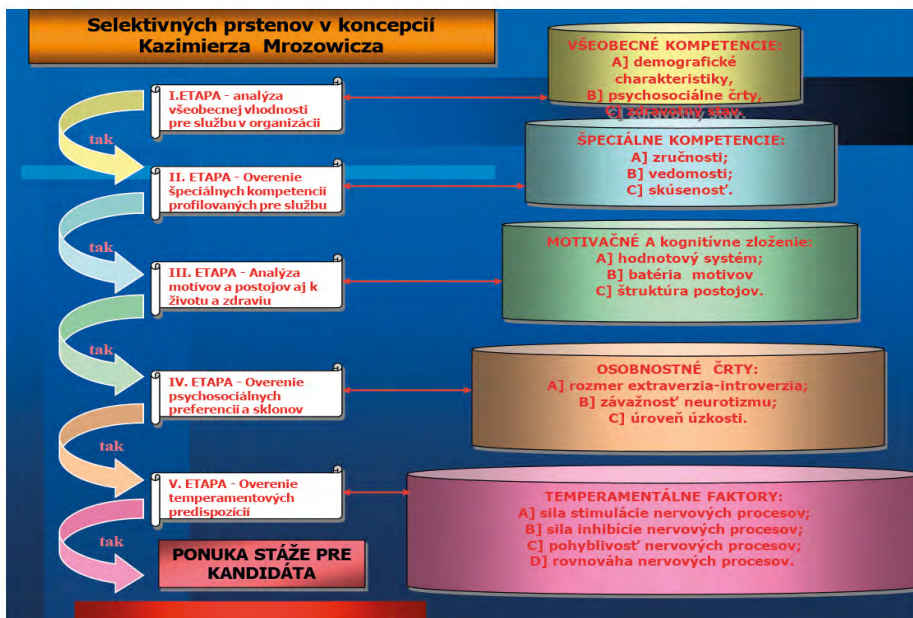 Selektivných prstenov v koncepcií
Kazimierza Mrozowicza
VŠEOBECNÉ KOMPETENCIE:
A] demografické
charakteristiky,
B] psychosociálne črty,
C] zdravotný stav.
I.ETAPA - analýza
všeobecnej vhodnosti
pre službu v organizácii
tak
ŠPECIÁLNE KOMPETENCIE:
A] zručnosti;
B] vedomosti;
C] skúsenosť.
II. ETAPA - Overenie
špeciálnych kompetencií
profilovaných pre službu
tak
MOTIVAČNÉ A kognitívne zloženie:
A] hodnotový systém;
B] batéria motivov
C] štruktúra postojov.
III. ETAPA - Analýza
motívov a postojov aj k
životu a zdraviu
tak
OSOBNOSTNÉ ČRTY:
A] rozmer extraverzia-introverzia;
B] závažnosť neurotizmu;
C] úroveň úzkosti.
IV. ETAPA - Overenie
psychosociálnych
preferencií a sklonov
tak
TEMPERAMENTÁLNE FAKTORY:
A] sila stimulácie nervových procesov;
B] sila inhibície nervových procesov;
C] pohyblivosť nervových procesov;
D] rovnováha nervových procesov.
V. ETAPA - Overenie
temperamentových
predispozícií
tak
PONUKA STÁŽE PRE
KANDIDÁTA